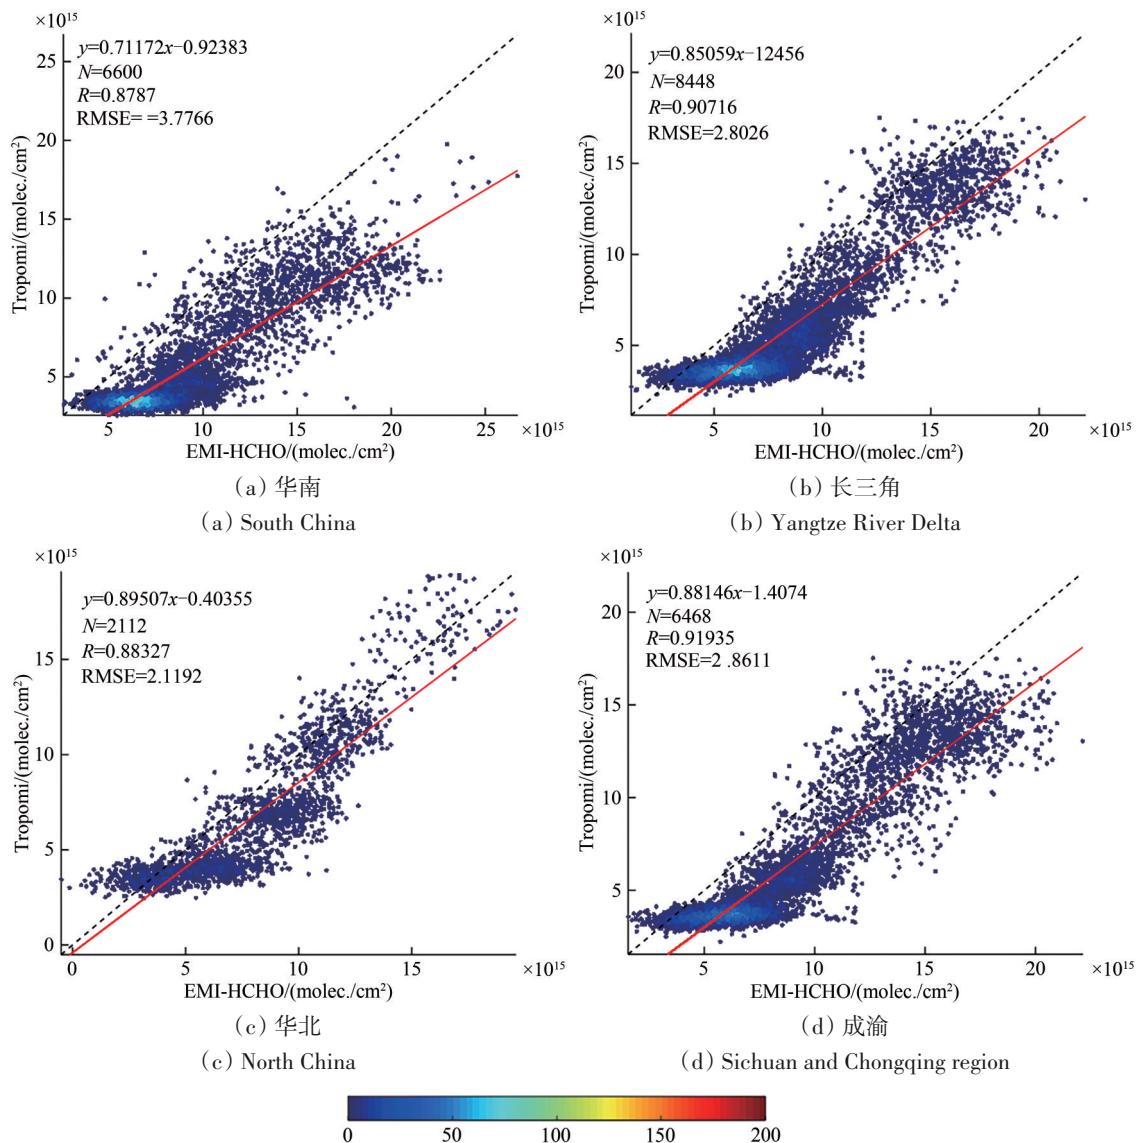 ×10¹⁵
y=0.71172x−0.92383
N=6600
R=0.8787
RMSE= =3.7766
25
20
15
10
5
Tropomi/(molec./cm²)
5 10 15 20 25 ×10¹⁵
EMI-HCHO/(molec./cm²)
(a) 华南
(a) South China
×10¹⁵
y=0.85059x−12456
N=8448
R=0.90716
RMSE=2.8026
20
15
10
5
Tropomi/(molec./cm²)
5 10 15 20 ×10¹⁵
EMI-HCHO/(molec./cm²)
(b) 长三角
(b) Yangtze River Delta
×10¹⁵
y=0.89507x−0.40355
N=2112
R=0.88327
RMSE=2.1192
15
10
5
0
Tropomi/(molec./cm²)
0 5 10 15 ×10¹⁵
EMI-HCHO/(molec./cm²)
(c) 华北
(c) North China
×10¹⁵
y=0.88146x−1.4074
N=6468
R=0.91935
RMSE=2 .8611
20
15
10
5
Tropomi/(molec./cm²)
5 10 15 20 ×10¹⁵
EMI-HCHO/(molec./cm²)
(d) 成渝
(d) Sichuan and Chongqing region
0 50 100 150 200